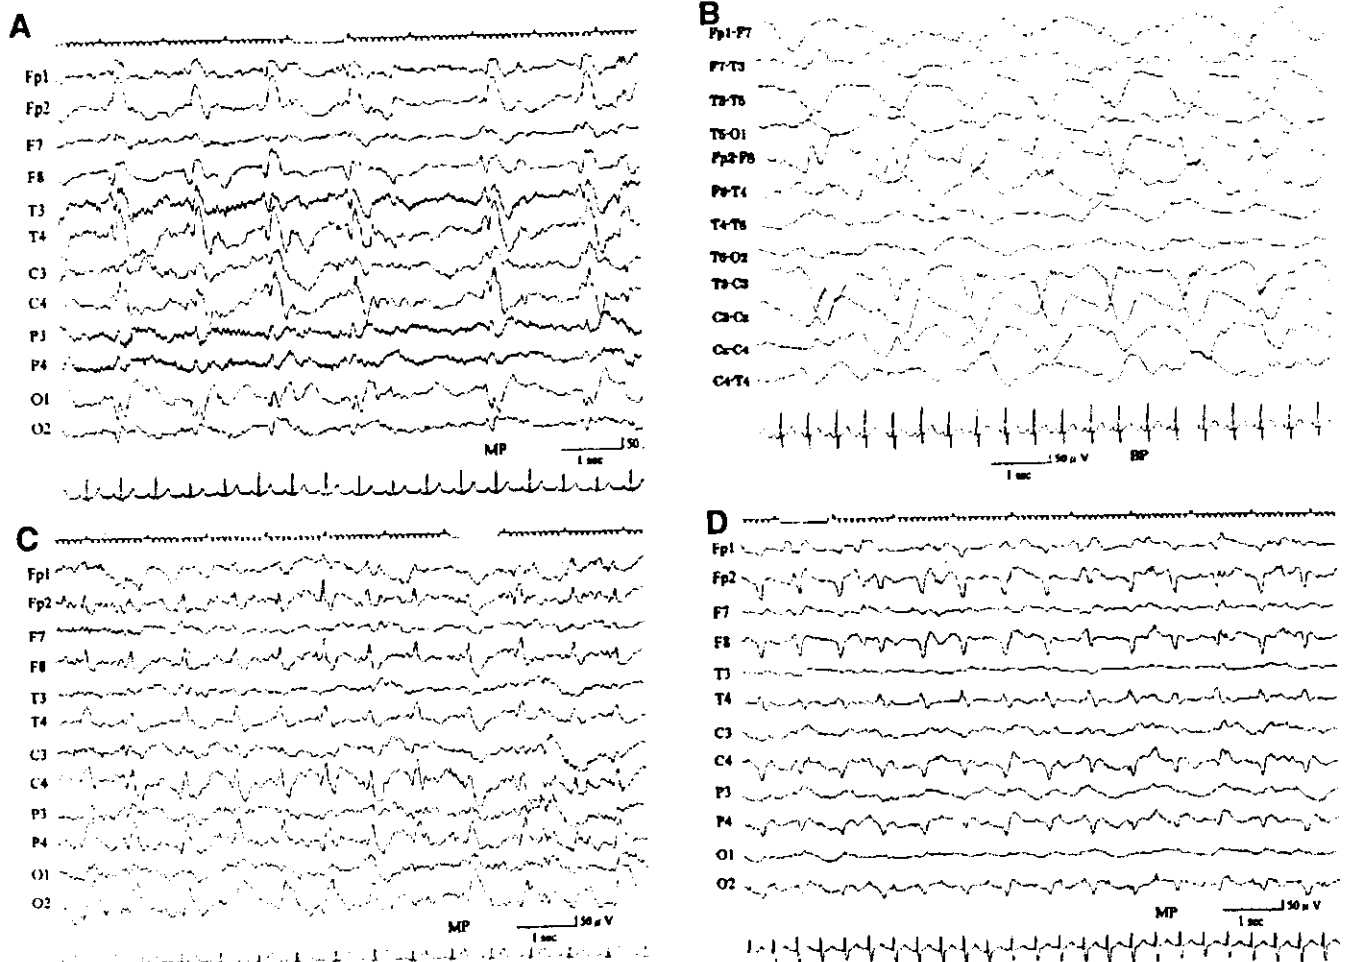 A
Fp1
Fp2
F7
F8
T3
T4
C3
C4
P3
P4
O1
O2
MP
50
1 sec
B
Fp1-F7
F7-T3
T3-T5
T5-O1
Fp2-F8
F8-T4
T4-T6
T6-O2
T3-C3
C3-Cz
Cz-C4
C4-T4
50 μ V
1 sec
BP
C
Fp1
Fp2
F7
F8
T3
T4
C3
C4
P3
P4
O1
O2
MP
50 μ V
1 sec
D
Fp1
Fp2
F7
F8
T3
T4
C3
C4
P3
P4
O1
O2
MP
50 μ V
1 sec